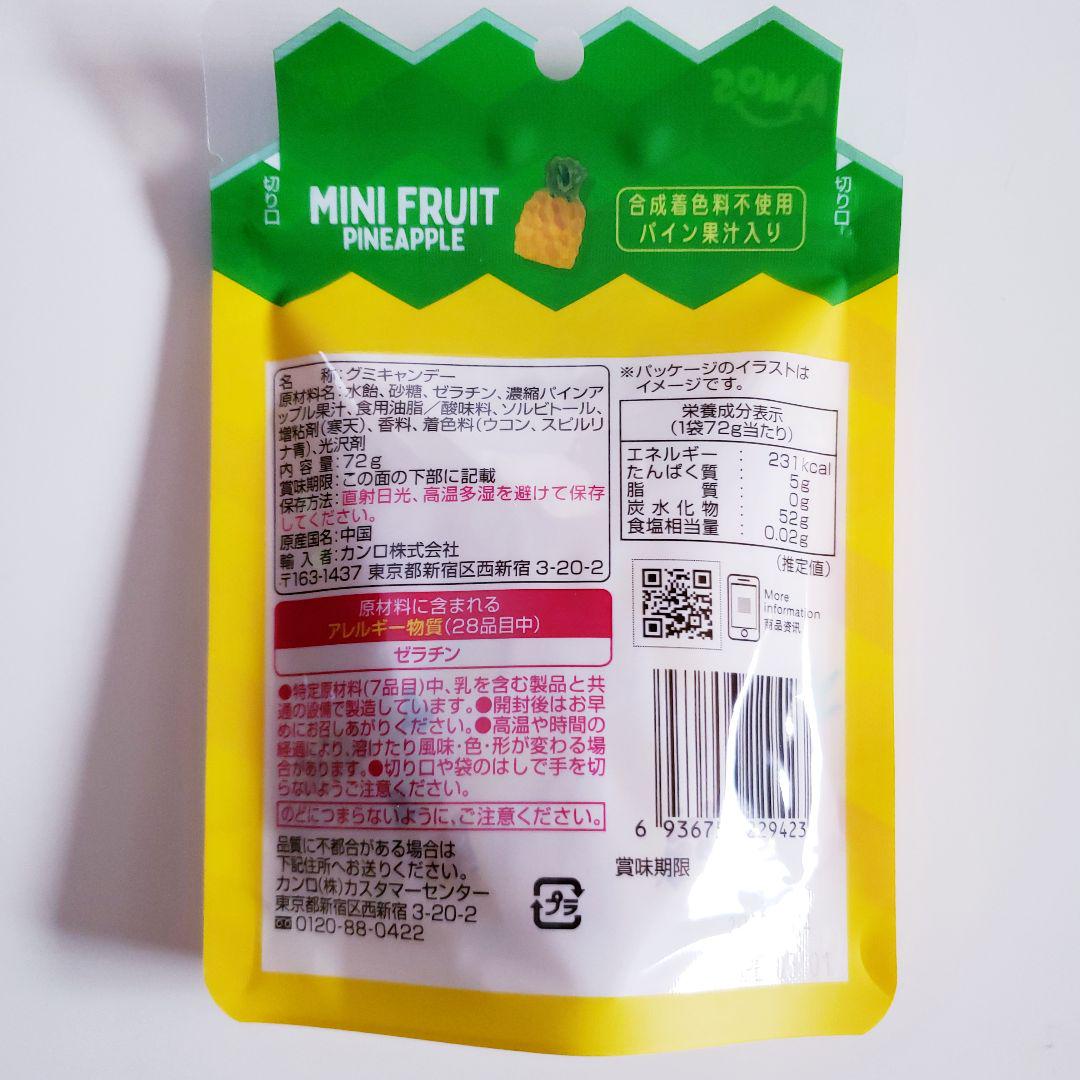 AMOS
切り口
切り口
MINI FRUIT
PINEAPPLE
合成着色料不使用
パイン果汁入り
名 称:グミキャンデー
原材料名:水飴、砂糖、ゼラチン、濃縮パインア
ップル果汁、食用油脂／酸味料、ソルビトール、
増粘剤(寒天)、香料、着色料(ウコン、スピルリ
ナ青)、光沢剤
内容量:72g
賞味期限:この面の下部に記載
保存方法:直射日光、高温多湿を避けて保存
してください。
原産国名:中国
輸入者:カンロ株式会社
〒163-1437 東京都新宿区西新宿 3-20-2
原材料に含まれる
アレルギー物質(28品目中)
ゼラチン
●特定原材料(7品目)中、乳を含む製品と共
通の設備で製造しています。●開封後はお早
めにお召しあがりください。●高温や時間の
経過により、溶けたり風味・色・形が変わる場
合があります。●切り口や袋のはしで手を切
らないようご注意ください。
のどにつまらないように、ご注意ください。
品質に不都合がある場合は
下記住所へお送りください。
カンロ(株)カスタマーセンター
東京都新宿区西新宿 3-20-2
0120-88-0422
プラ
※パッケージのイラストは
イメージです。
栄養成分表示
(1袋72g当たり)
エネルギー : 231kcal
たんぱく質 : 5g
脂質 : 0g
炭水化物 : 52g
食塩相当量 : 0.02g
(推定値)
More
information
商品资讯
6 93675 229423
賞味期限